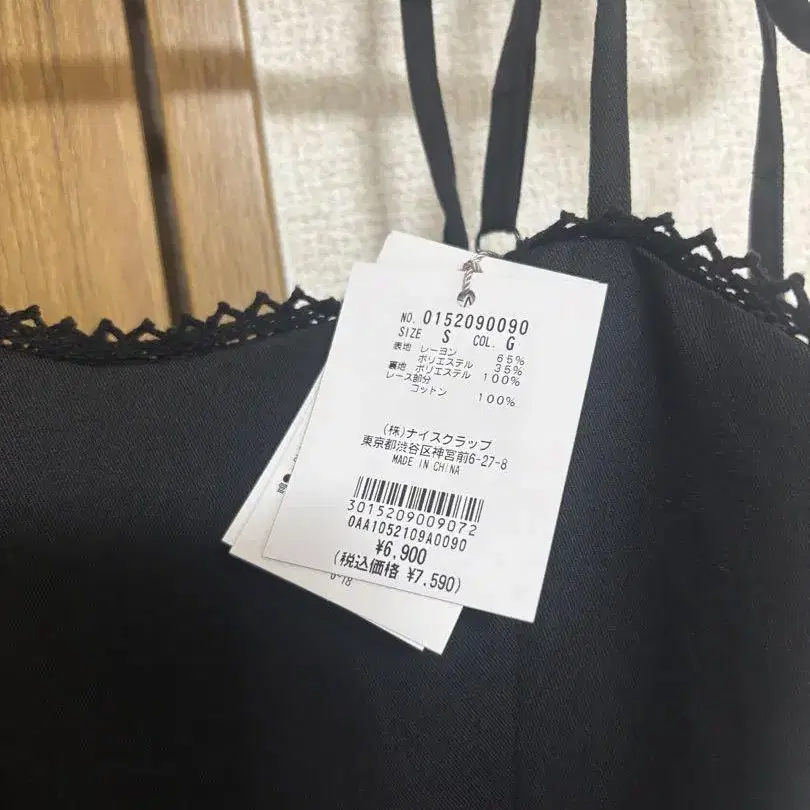 NO. 0152090090
SIZE S COL. G
表地 レーヨン 65%
ポリエステル 35%
裏地 ポリエステル 100%
レース部分
コットン 100%
(株)ナイスクラップ
東京都渋谷区神宮前6-27-8
MADE IN CHINA
3015209009072
0AA1052109A0090
¥6,900
(税込価格 ¥7,590)